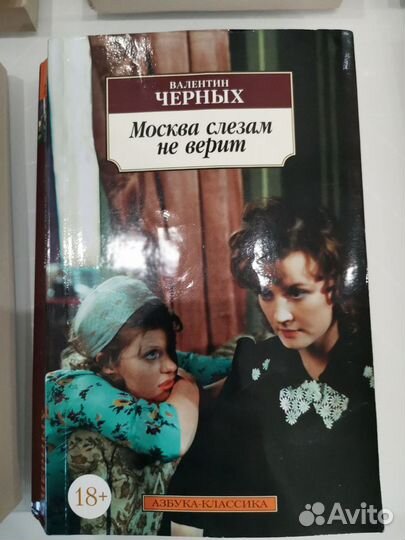 ВАЛЕНТИН
ЧЕРНЫХ
Москва слезам
не верит
18+
АЗБУКА-КЛАССИКА
Avito